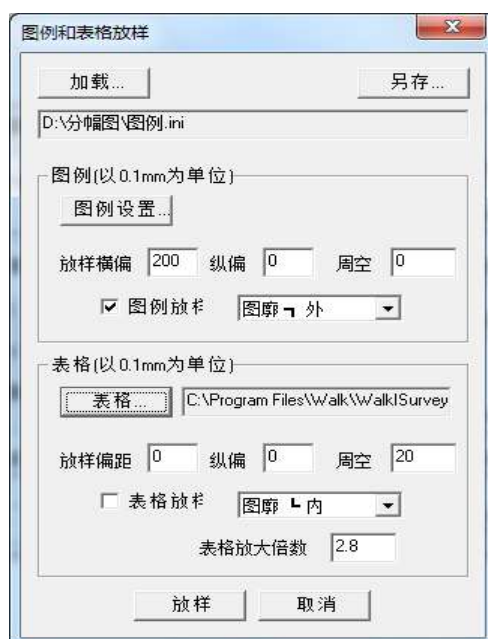 图例和表格放样
加载... 另存...
D:\分幅图\图例.ini
图例(以0.1mm为单位)
图例设置...
放样横偏 200 纵偏 0 周空 0
图例放样 图廓 ┓ 外
表格(以0.1mm为单位)
表格... C:\Program Files\Walk\WalkISurvey
放样偏距 0 纵偏 0 周空 20
表格放样 图廓 ┗ 内
表格放大倍数 2.8
放样 取消